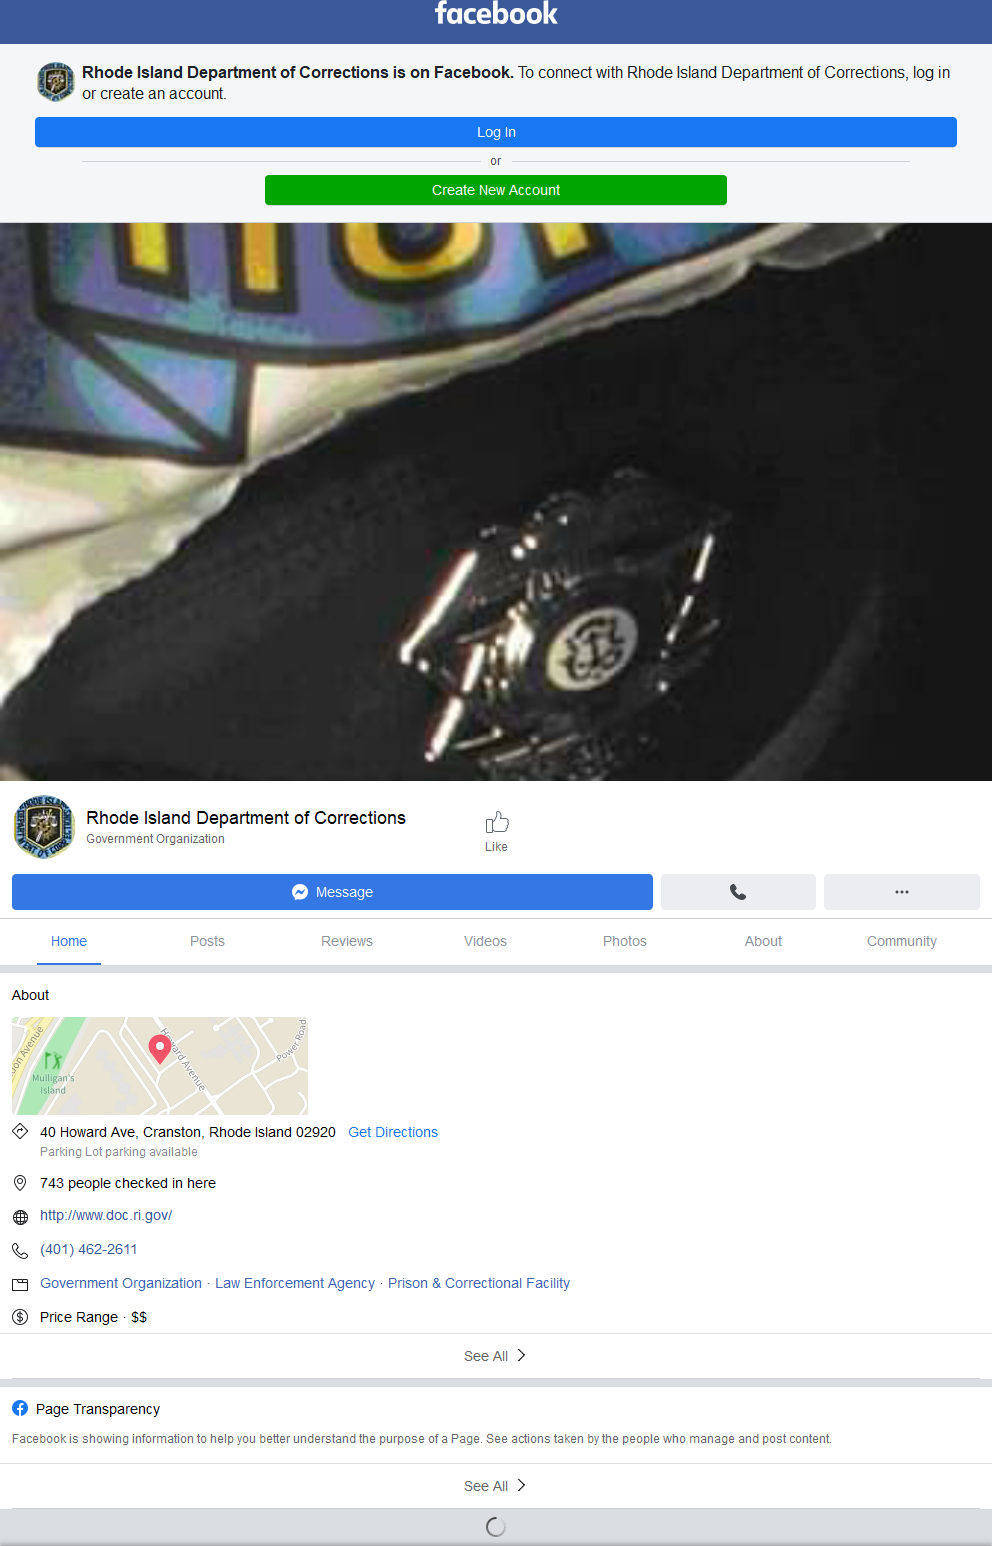 facebook
Rhode Island Department of Corrections is on Facebook. To connect with Rhode Island Department of Corrections, log in
or create an account.
Log In
or
Create New Account
Rhode Island Department of Corrections
Government Organization
Like
Message
Home
Posts
Reviews
Videos
Photos
About
Community
About
Howard Avenue
Power Road
Mulligan's
Island
40 Howard Ave, Cranston, Rhode Island 02920 Get Directions
Parking Lot parking available
743 people checked in here
http://www.doc.ri.gov/
(401) 462-2611
Government Organization · Law Enforcement Agency · Prison & Correctional Facility
Price Range · $$
See All
Page Transparency
Facebook is showing information to help you better understand the purpose of a Page. See actions taken by the people who manage and post content.
See All